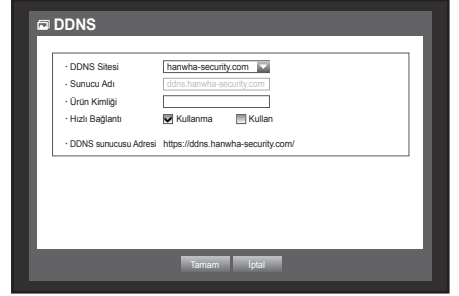 DDNS
· DDNS Sitesi hanwha-security.com
· Sunucu Adı ddns.hanwha-security.com
· Ürün Kimliği
· Hızlı Bağlantı Kullanma Kullan
· DDNS sunucusu Adresi https://ddns.hanwha-security.com/
Tamam İptal